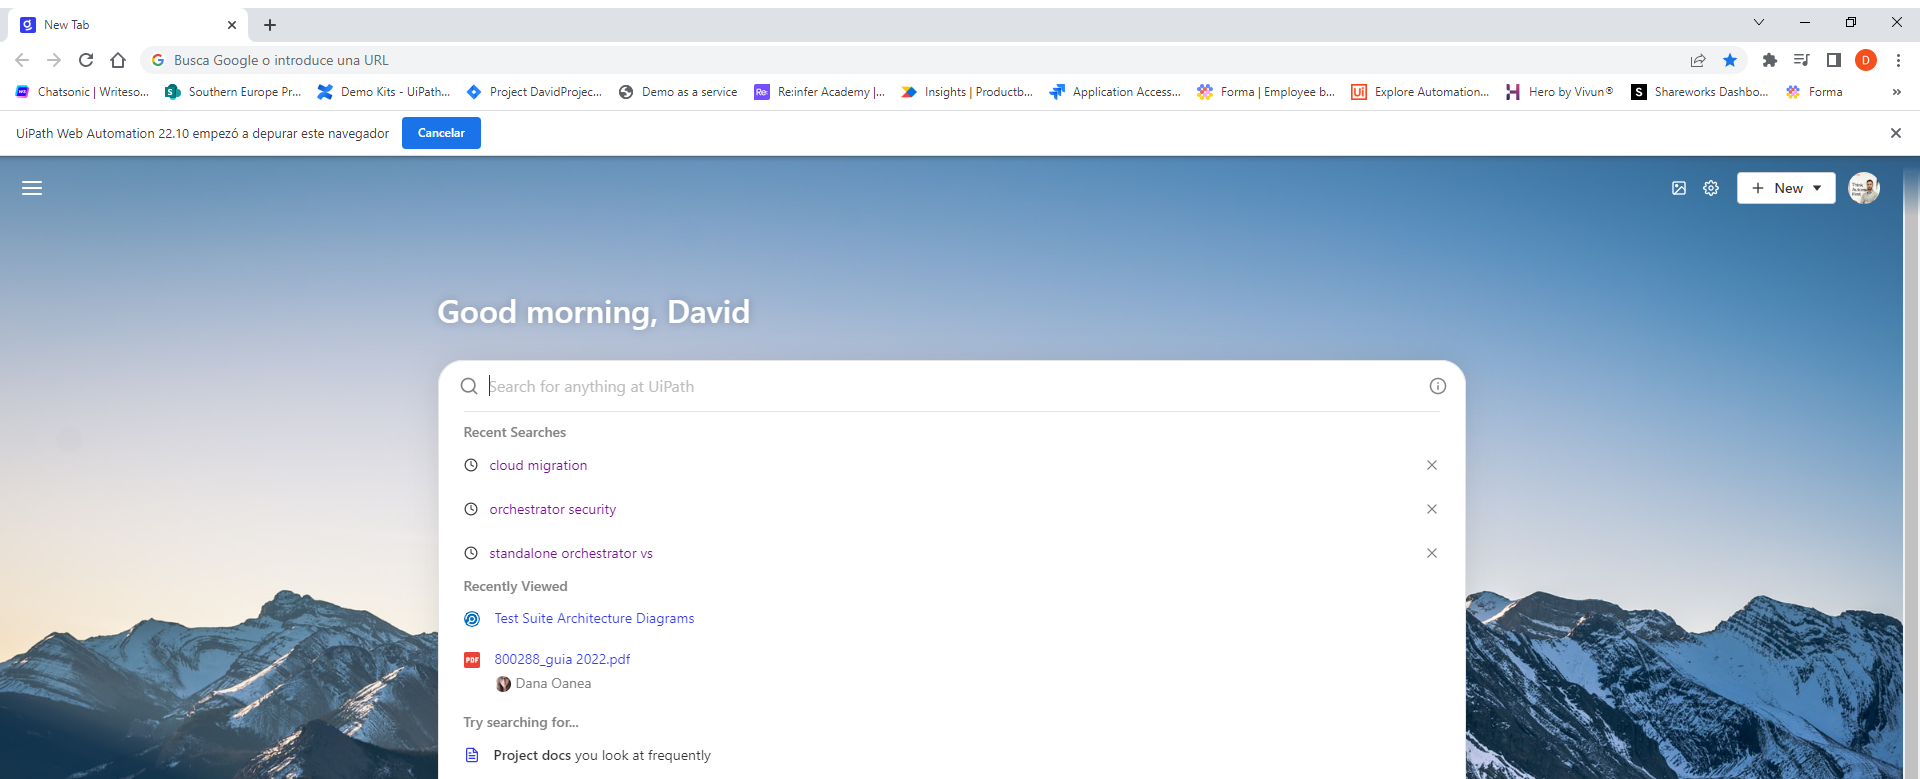 New Tab
Busca Google o introduce una URL
D
Chatsonic | Writeso... Southern Europe Pr... Demo Kits - UiPath... Project DavidProjec... Demo as a service Re: Re:infer Academy |... Insights | Productb... Application Access... Forma | Employee b... Ui Explore Automation... Hero by Vivun® S Shareworks Dashbo... Forma »
UiPath Web Automation 22.10 empezó a depurar este navegador Cancelar
New
Good morning, David
Search for anything at UiPath
Recent Searches
cloud migration
orchestrator security
standalone orchestrator vs
Recently Viewed
Test Suite Architecture Diagrams
PDF 800288_guia 2022.pdf
Dana Oanea
Try searching for...
Project docs you look at frequently